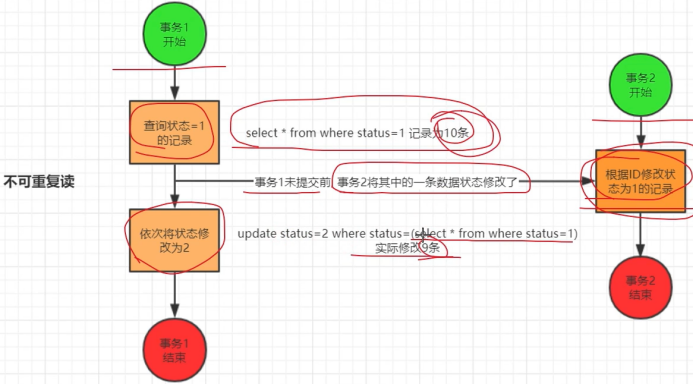 事务1
开始
事务2
开始
查询状态=1
的记录
select * from where status=1 记录为10条
不可重复读
事务1未提交前 事务2将其中的一条数据状态修改了
根据ID修改状
态为1的记录
依次将状态修
改为2
update status=2 where status=(select * from where status=1)
实际修改9条
事务2
结束
事务1
结束